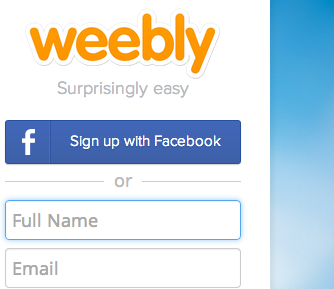 weebly
Surprisingly easy
f
Sign up with Facebook
or
Full Name
Email